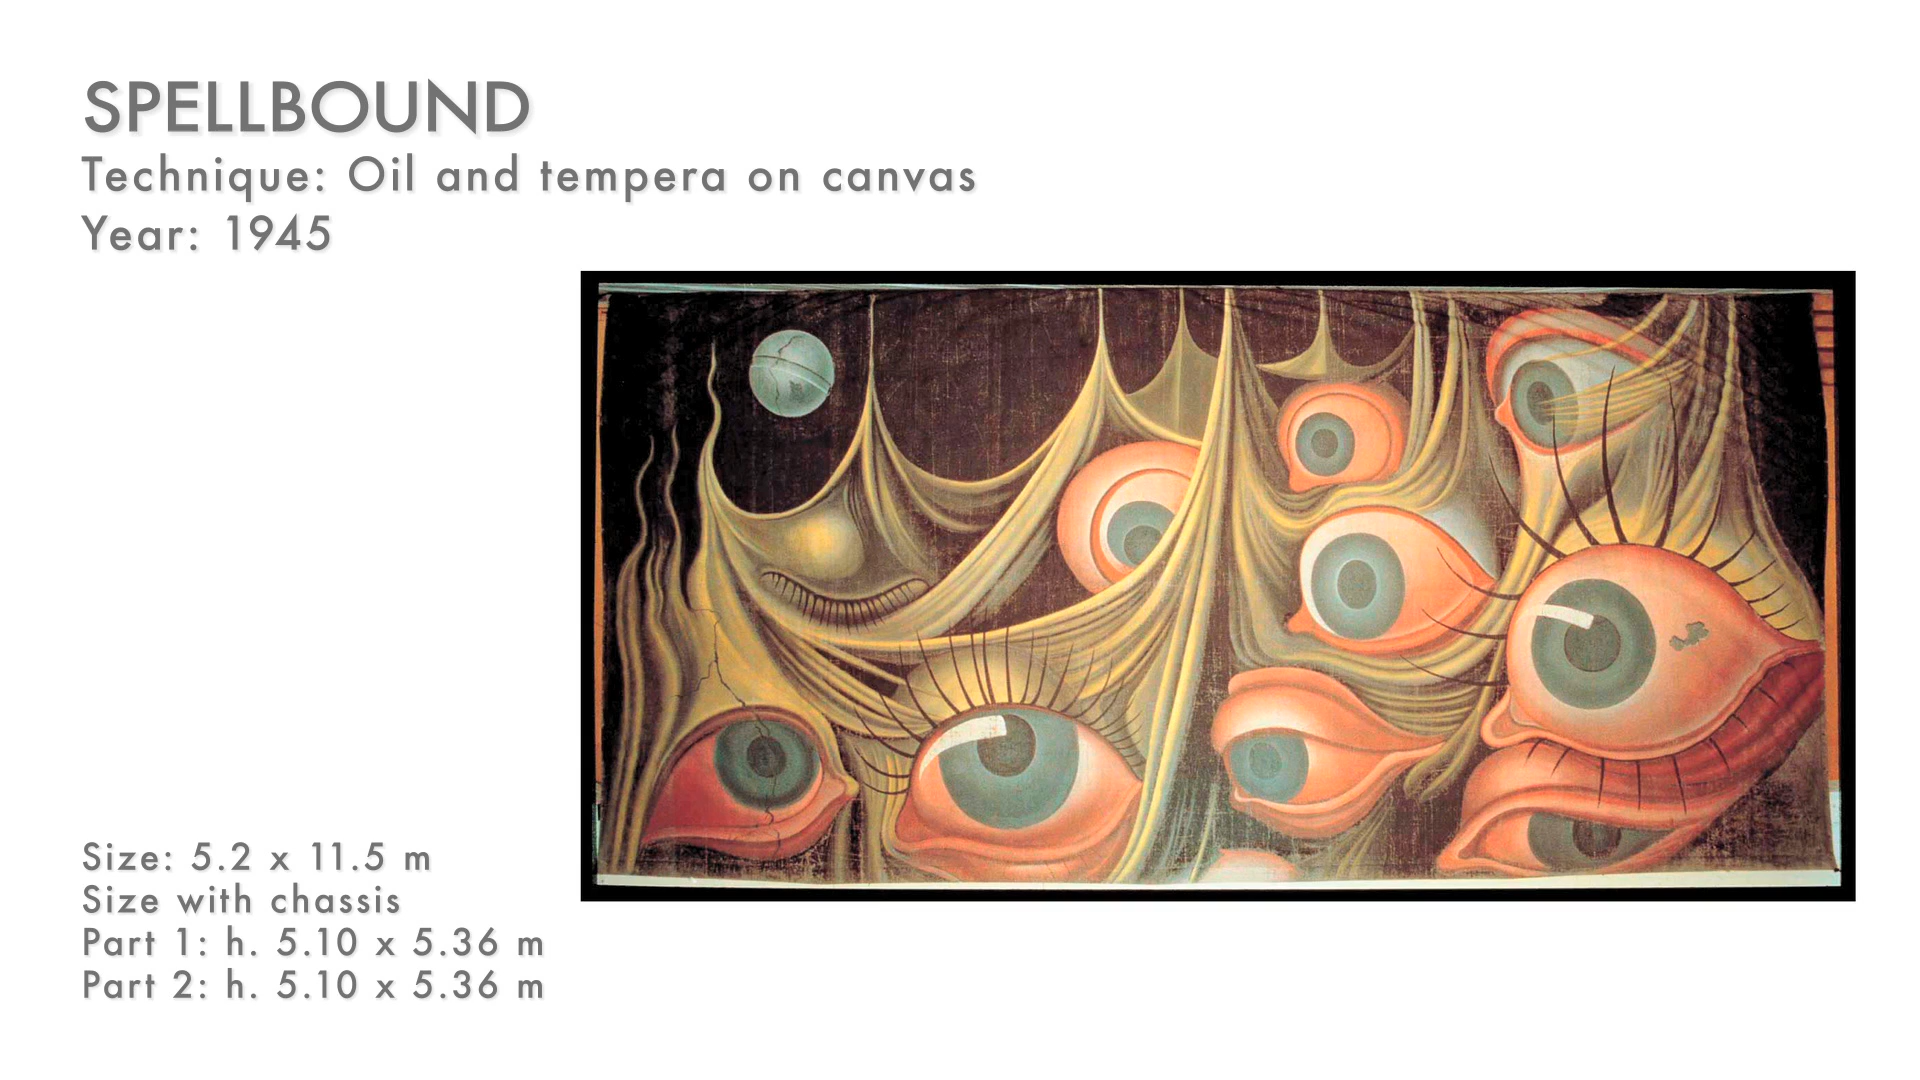 SPELLBOUND
Technique: Oil and tempera on canvas
Year: 1945
Size: 5.2 x 11.5 m
Size with chassis
Part 1: h. 5.10 x 5.36 m
Part 2: h. 5.10 x 5.36 m